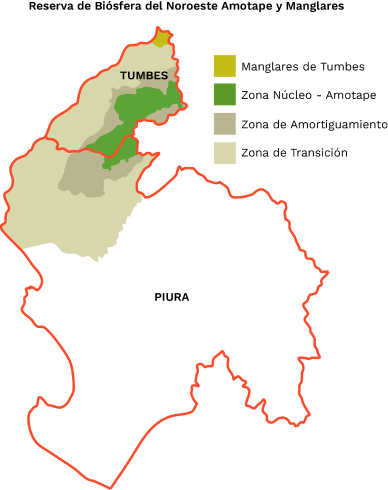 Reserva de Biósfera del Noroeste Amotape y Manglares
TUMBES
Manglares de Tumbes
Zona Núcleo - Amotape
Zona de Amortiguamiento
Zona de Transición
PIURA